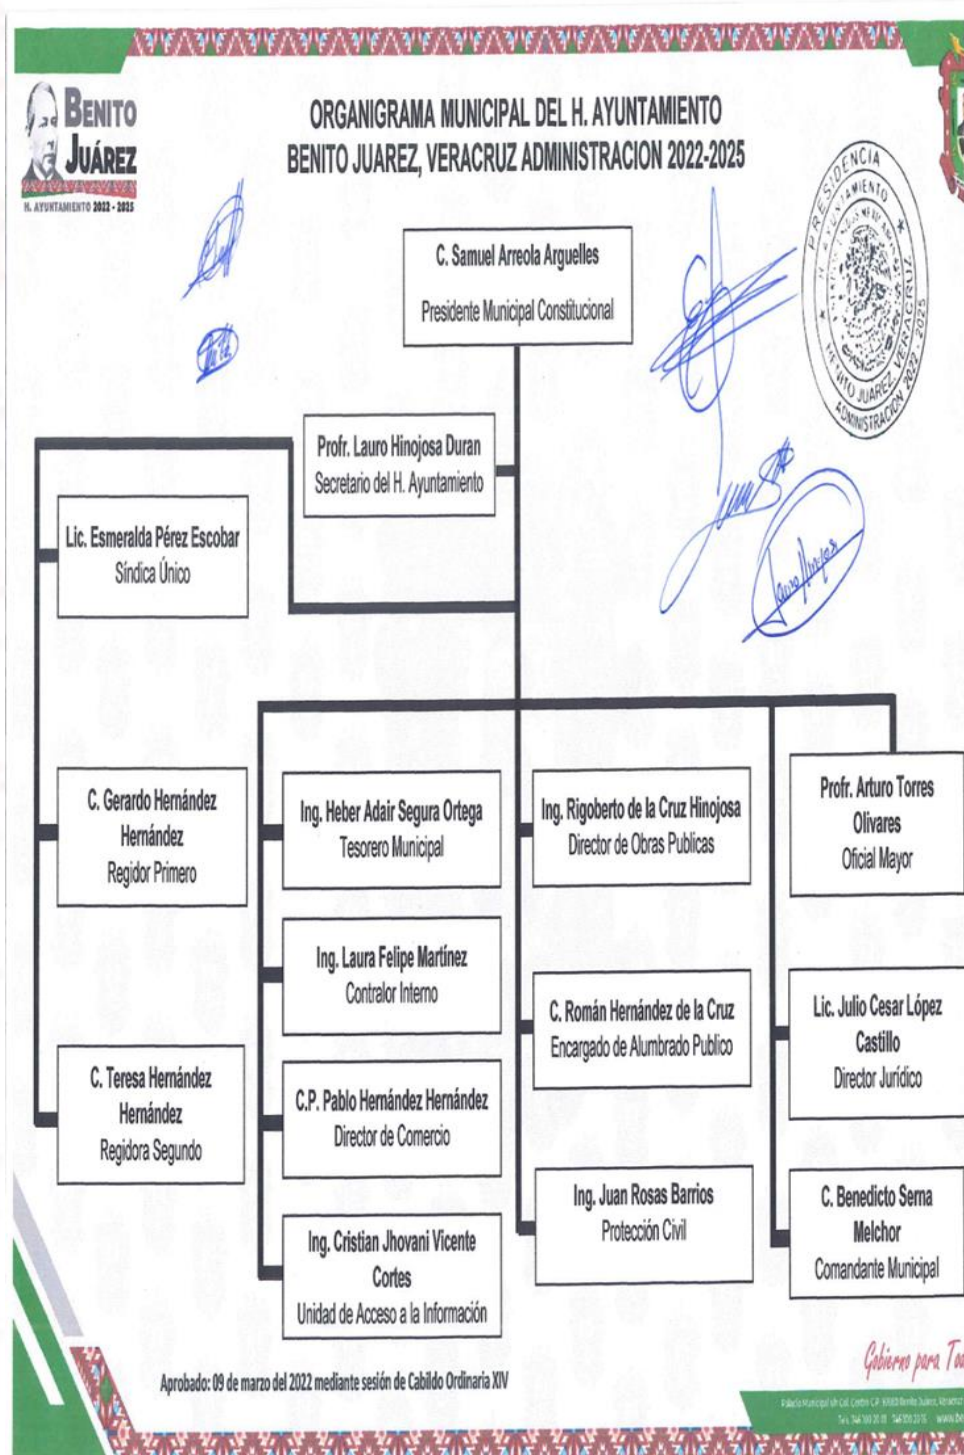 BENITO
JUÁREZ
H. AYUNTAMIENTO 2022 - 2025
ORGANIGRAMA MUNICIPAL DEL H. AYUNTAMIENTO
BENITO JUAREZ, VERACRUZ ADMINISTRACION 2022-2025
PRESIDENCIA
H. AYUNTAMIENTO
BENITO JUAREZ, VERACRUZ
ADMINISTRACIÓN 2022 - 2025
C. Samuel Arreola Arguelles
Presidente Municipal Constitucional
Profr. Lauro Hinojosa Duran
Secretario del H. Ayuntamiento
Lic. Esmeralda Pérez Escobar
Síndica Único
C. Gerardo Hernández
Hernández
Regidor Primero
C. Teresa Hernández
Hernández
Regidora Segundo
Ing. Heber Adair Segura Ortega
Tesorero Municipal
Ing. Laura Felipe Martínez
Contralor Interno
C.P. Pablo Hernández Hernández
Director de Comercio
Ing. Cristian Jhovani Vicente
Cortes
Unidad de Acceso a la Información
Ing. Rigoberto de la Cruz Hinojosa
Director de Obras Publicas
C. Román Hernández de la Cruz
Encargado de Alumbrado Publico
Ing. Juan Rosas Barrios
Protección Civil
Profr. Arturo Torres
Olivares
Oficial Mayor
Lic. Julio Cesar López
Castillo
Director Jurídico
C. Benedicto Serna
Melchor
Comandante Municipal
Aprobado: 09 de marzo del 2022 mediante sesión de Cabildo Ordinaria XIV
Gobierno para